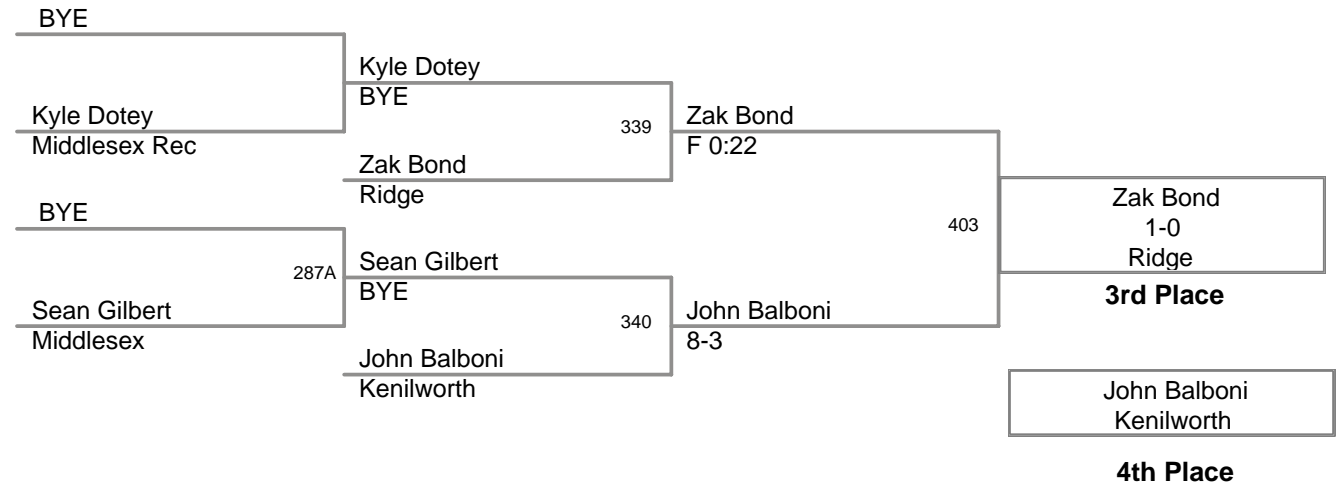 BYE
Kyle Dotey
BYE
Kyle Dotey
Middlesex Rec
339
Zak Bond
F 0:22
Zak Bond
Ridge
BYE
403
Zak Bond
1-0
Ridge
3rd Place
287A
Sean Gilbert
BYE
Sean Gilbert
Middlesex
340
John Balboni
8-3
John Balboni
Kenilworth
John Balboni
Kenilworth
4th Place